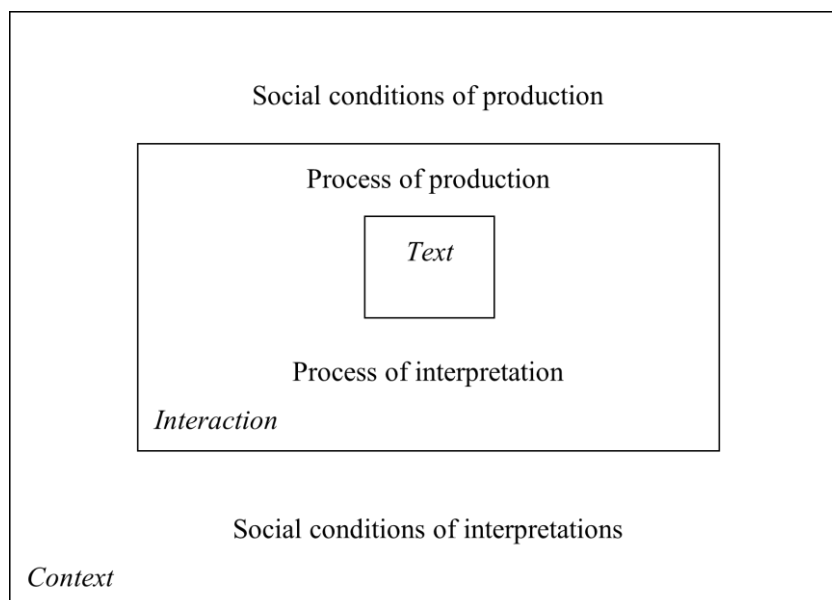 Social conditions of production
Process of production
Text
Process of interpretation
Interaction
Social conditions of interpretations
Context